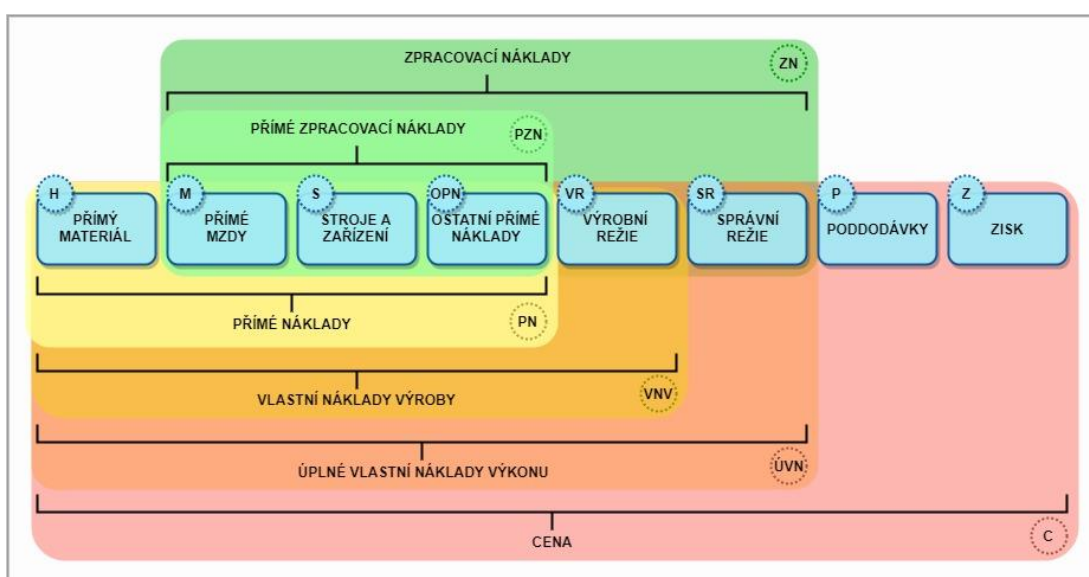 ZPRACOVACÍ NÁKLADY
ZN
PŘÍMÉ ZPRACOVACÍ NÁKLADY
PZN
H
PŘÍMÝ
MATERIÁL
M
PŘÍMÉ
MZDY
S
STROJE A
ZAŘÍZENÍ
OPN
OSTATNÍ PŘÍMÉ
NÁKLADY
VR
VÝROBNÍ
REŽIE
SR
SPRÁVNÍ
REŽIE
P
PODDODÁVKY
Z
ZISK
PŘÍMÉ NÁKLADY
PN
VLASTNÍ NÁKLADY VÝROBY
VNV
ÚPLNÉ VLASTNÍ NÁKLADY VÝKONU
ÚVN
CENA
C